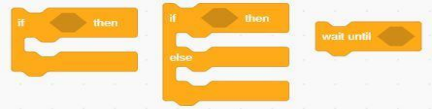 if then
if then
else
wait until